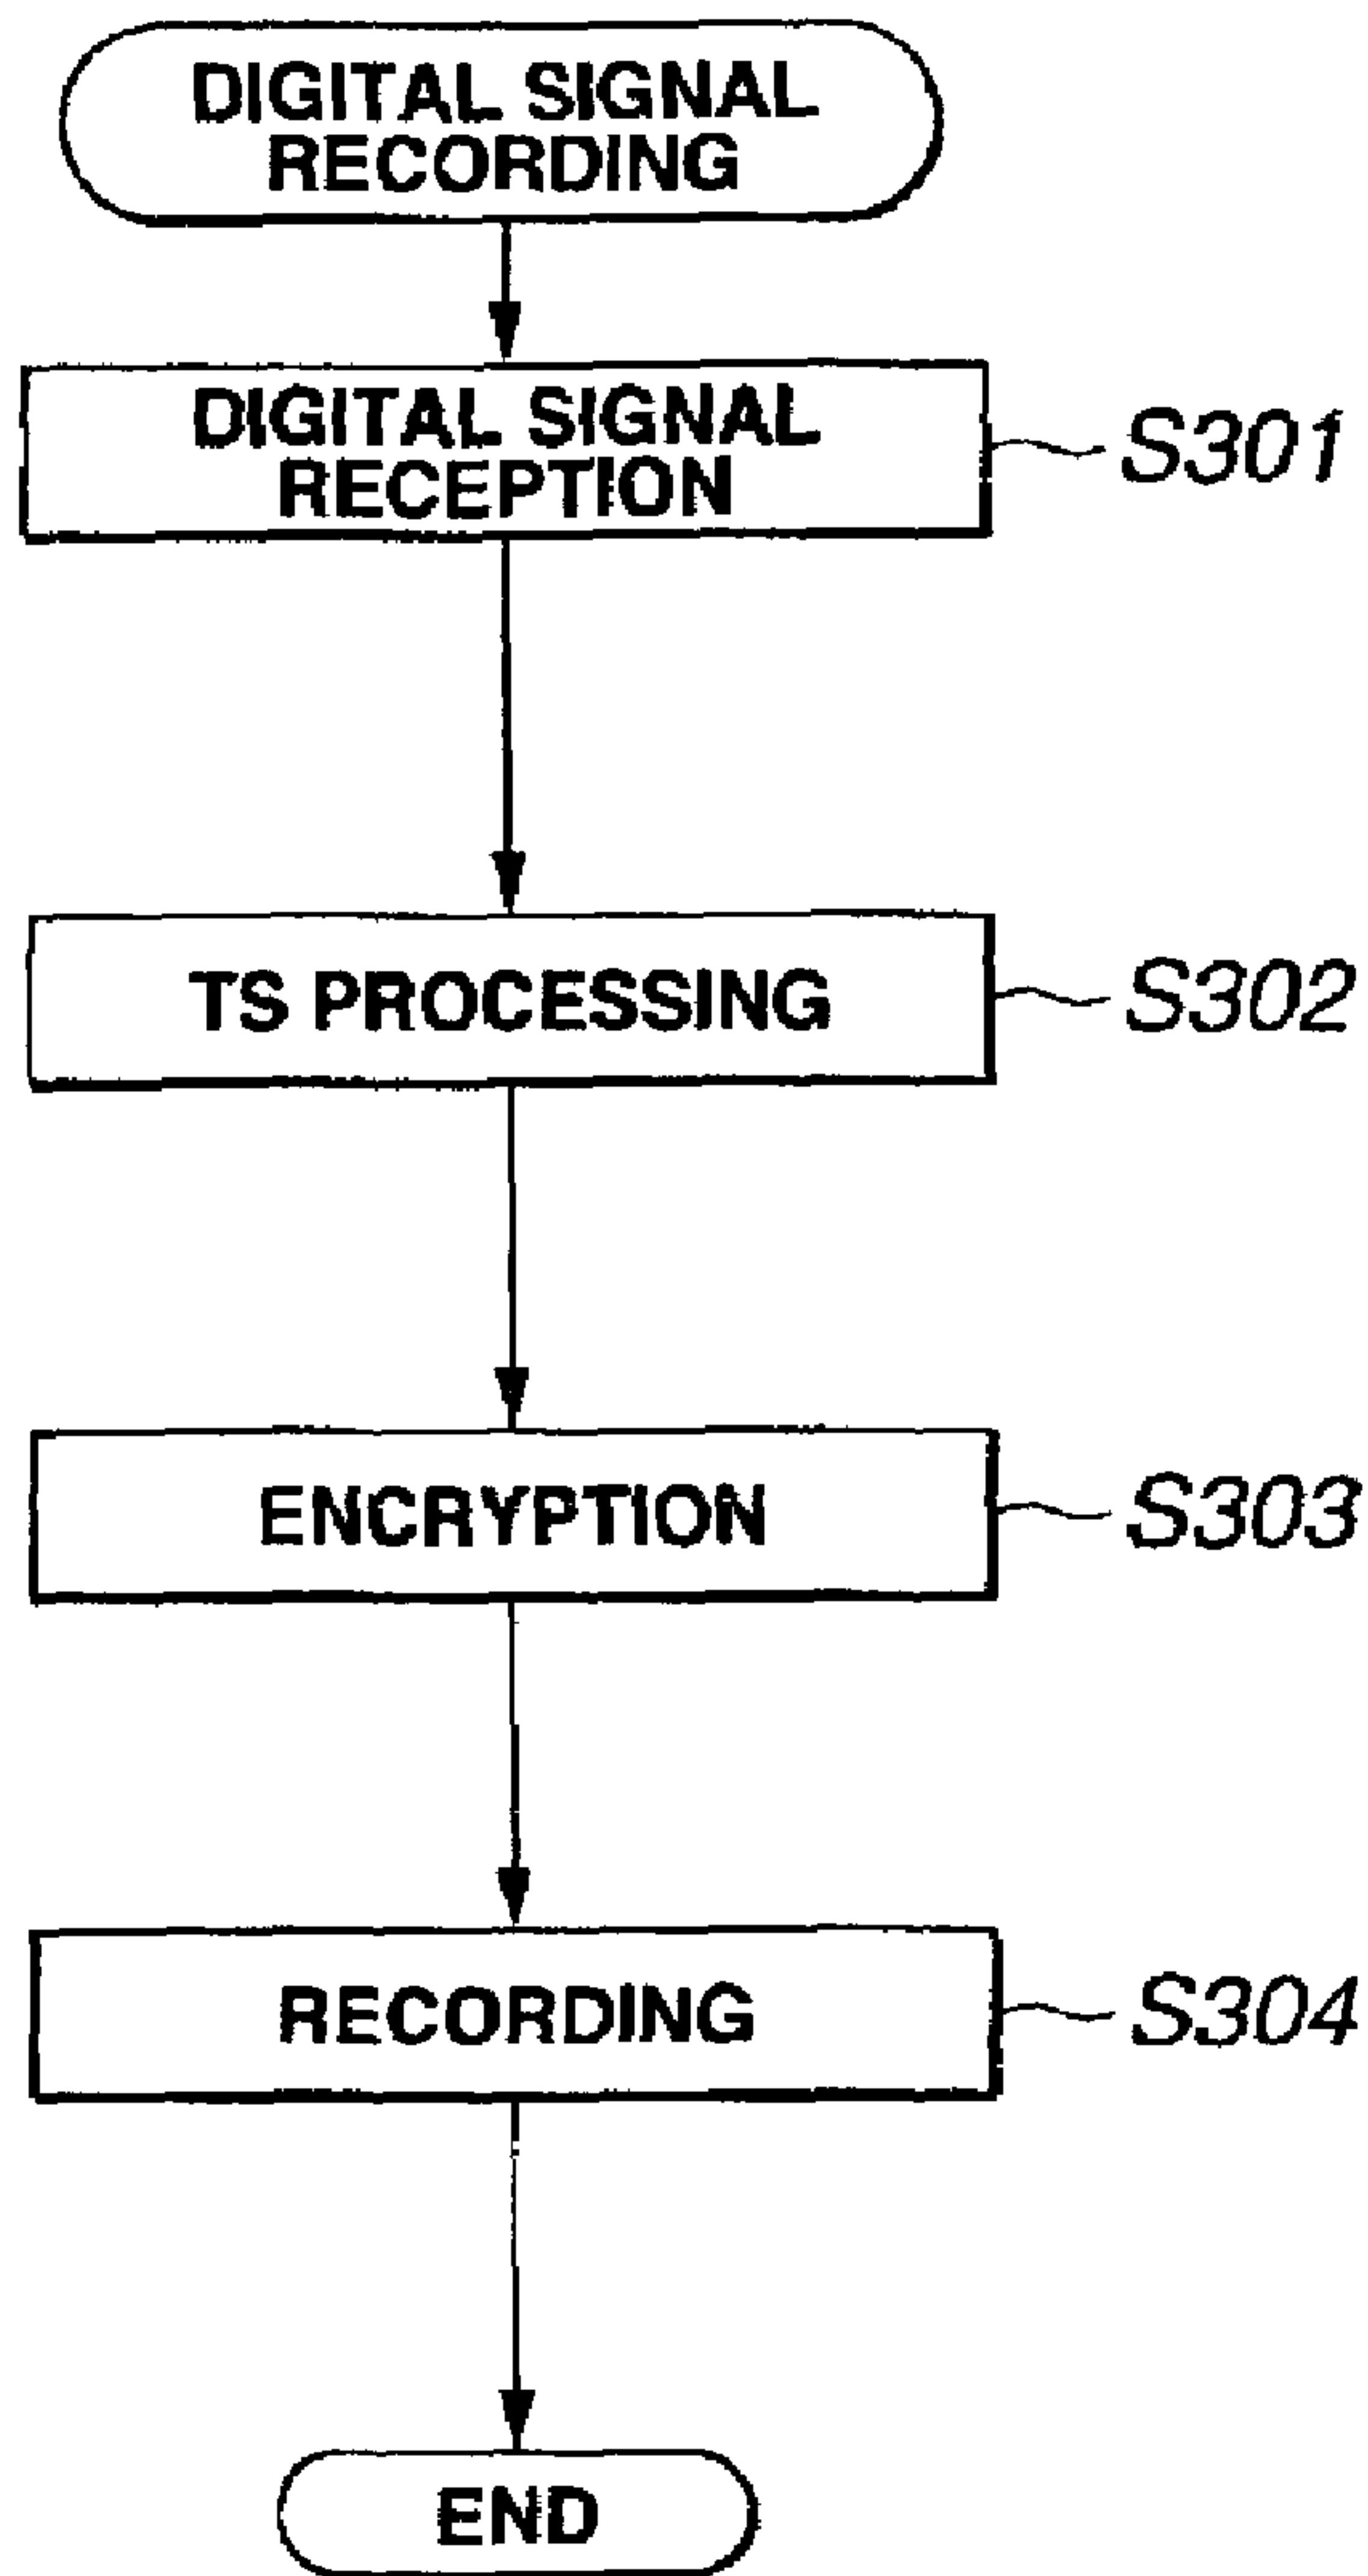 DIGITAL SIGNAL
RECORDING
DIGITAL SIGNAL
RECEPTION
S301
TS PROCESSING
S302
ENCRYPTION
S303
RECORDING
S304
END